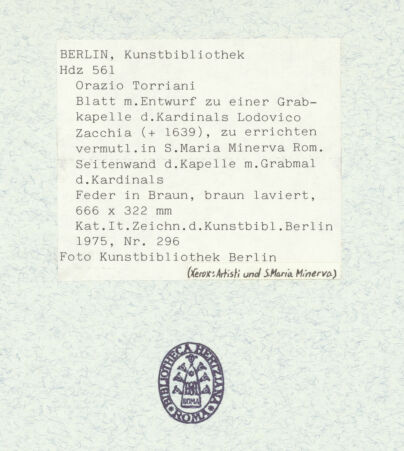 BERLIN, Kunstbibliothek
Hdz 561
Orazio Torriani
Blatt m.Entwurf zu einer Grab-
kapelle d.Kardinals Lodovico
Zacchia (+ 1639), zu errichten
vermutl.in S.Maria Minerva Rom.
Seitenwand d.Kapelle m.Grabmal
d.Kardinals
Feder in Braun, braun laviert,
666 x 322 mm
Kat.It.Zeichn.d.Kunstbibl.Berlin
1975, Nr. 296
Foto Kunstbibliothek Berlin
(Xerox: Artisti und S.Maria Minerva)
BIBLIOTHECA HERTZIANA
ROMA
ROMA